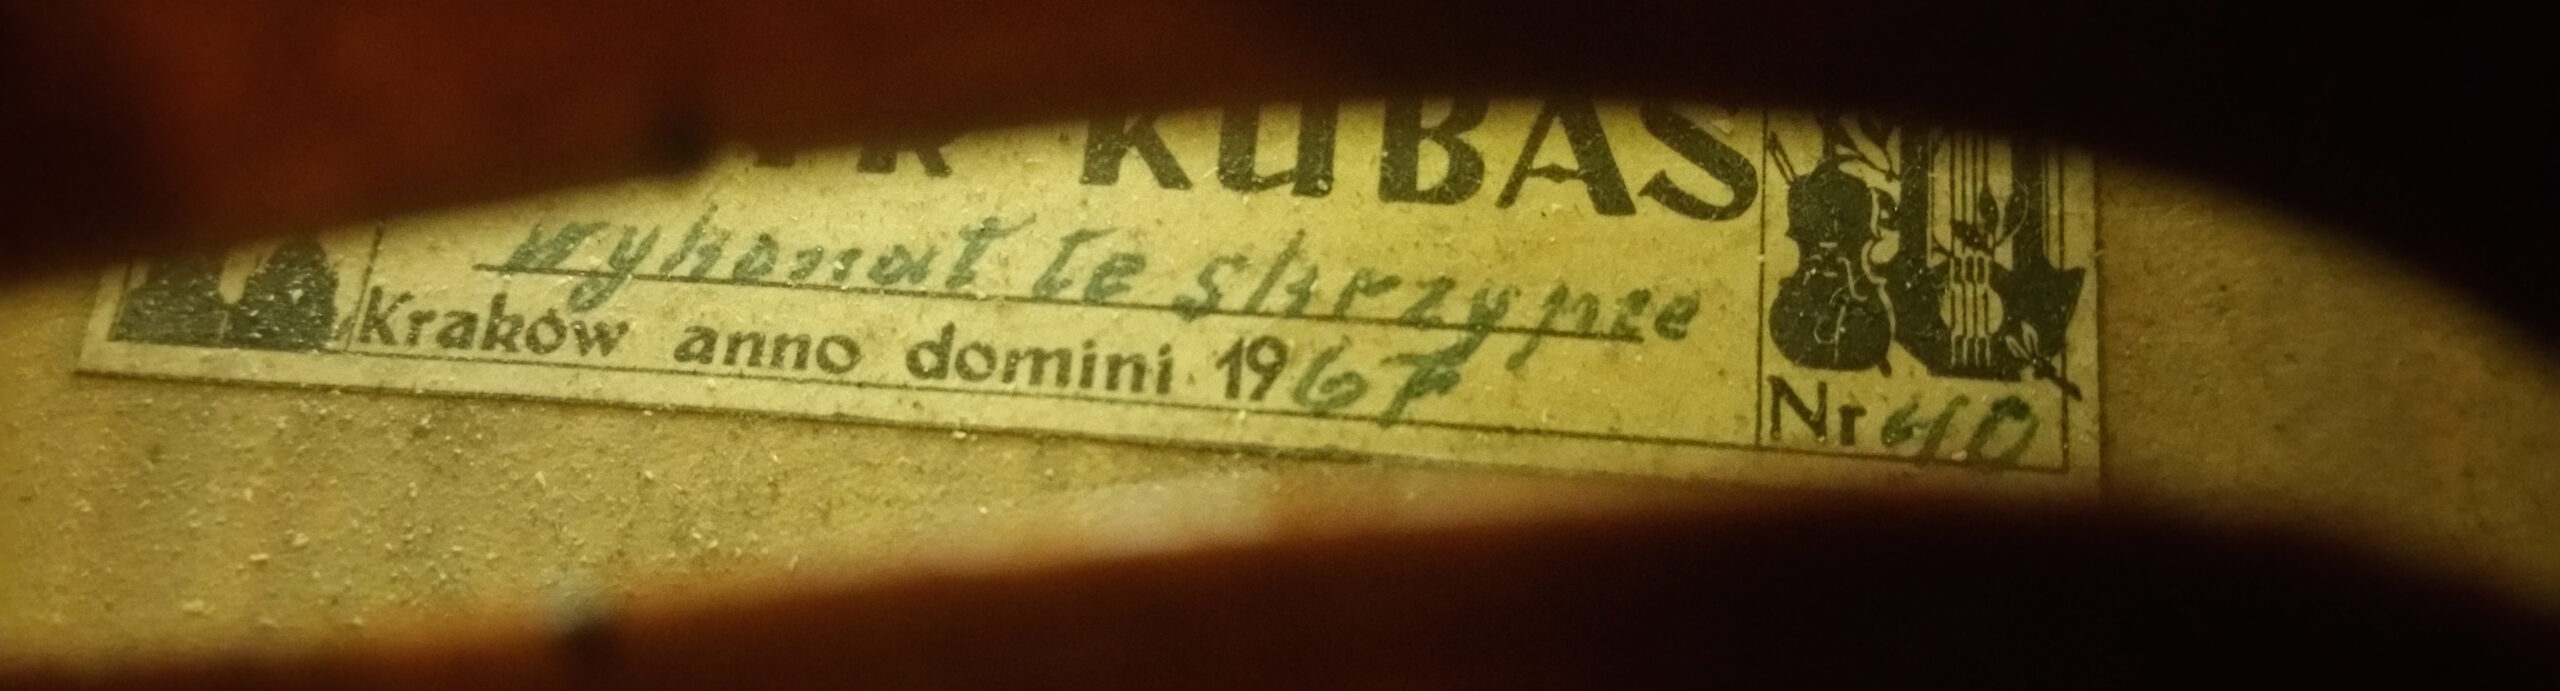 KUBAS
Wykonał te skrzypce
Kraków anno domini 1967
Nr 40